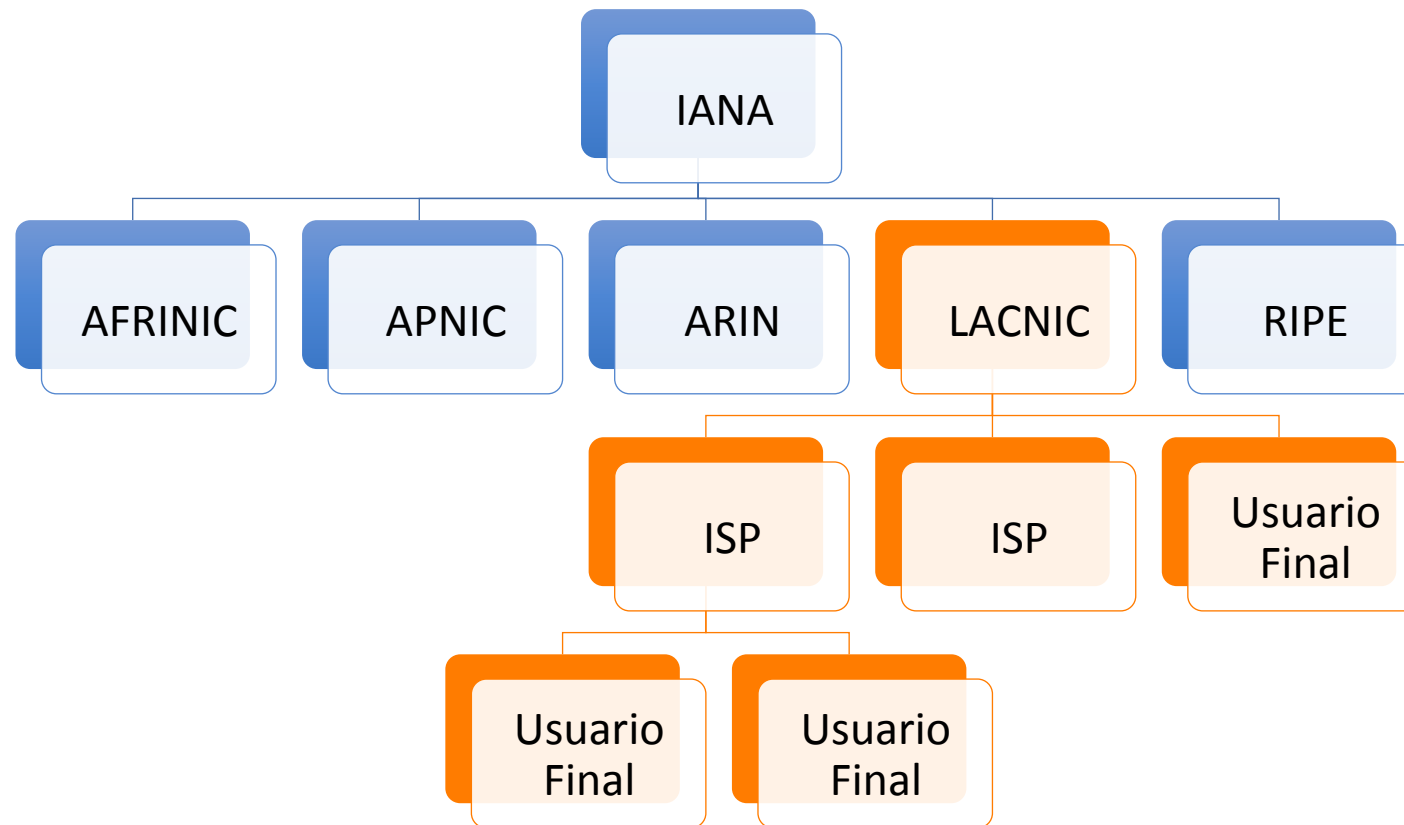 IANA
AFRINIC
APNIC
ARIN
LACNIC
RIPE
ISP
ISP
Usuario
Final
Usuario
Final
Usuario
Final